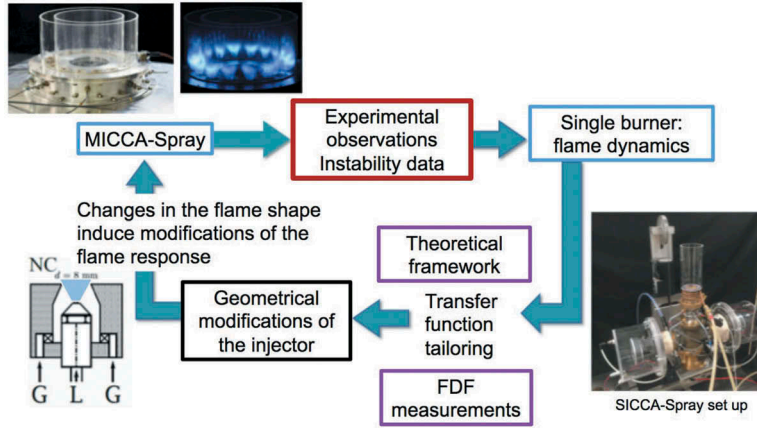 MICCA-Spray
Experimental
observations
Instability data
Single burner:
flame dynamics
Changes in the flame shape
induce modifications of the
flame response
Theoretical
framework
NC
d = 8 mm
Geometrical
modifications of
the injector
Transfer
function
tailoring
G L G
FDF
measurements
SICCA-Spray set up